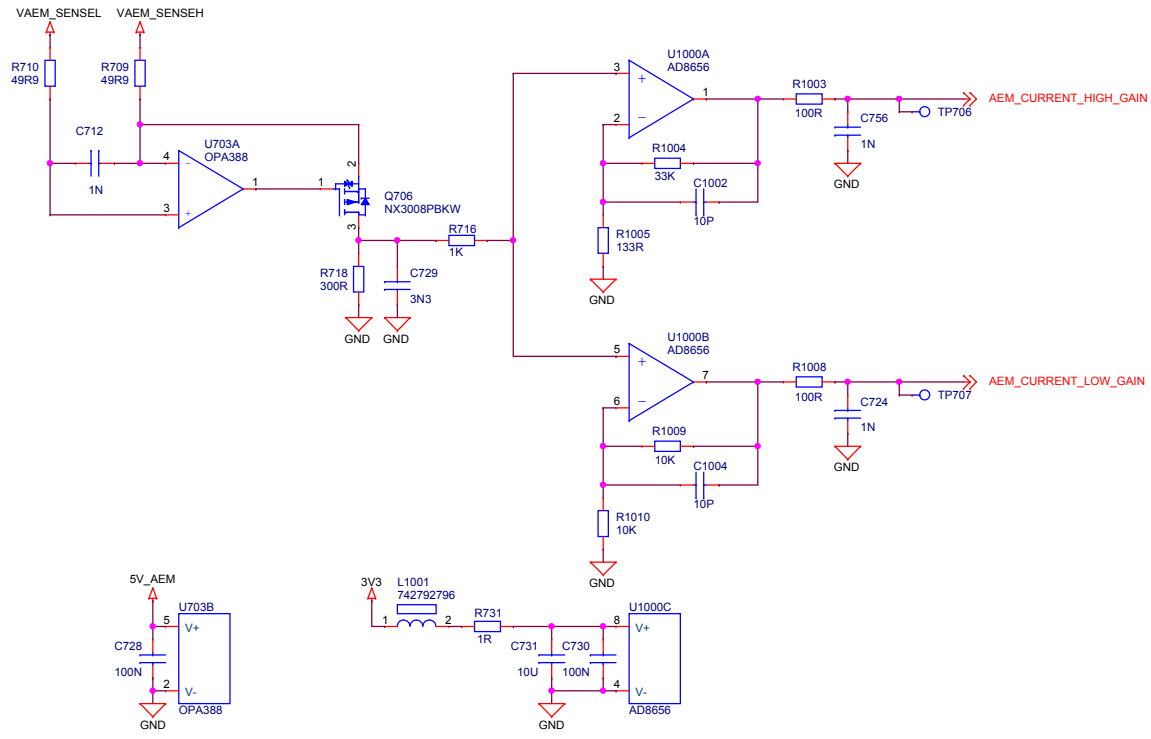 VAEM_SENSEL
VAEM_SENSEH
R710
49R9
R709
49R9
C712
1N
U703A
OPA388
4
3
1
-
+
1
2
3
Q706
NX3008PBKW
R718
300R
C729
3N3
GND
GND
R716
1K
U1000A
AD8656
3
2
1
+
−
R1004
33K
C1002
10P
R1005
133R
GND
R1003
100R
C756
1N
GND
AEM_CURRENT_HIGH_GAIN
TP706
U1000B
AD8656
5
6
7
+
−
R1009
10K
C1004
10P
R1010
10K
GND
R1008
100R
C724
1N
GND
AEM_CURRENT_LOW_GAIN
TP707
5V_AEM
U703B
5
V+
C728
100N
2
V-
OPA388
GND
3V3
L1001
742792796
1
2
R731
1R
C731
10U
C730
100N
GND
U1000C
8
V+
4
V-
AD8656